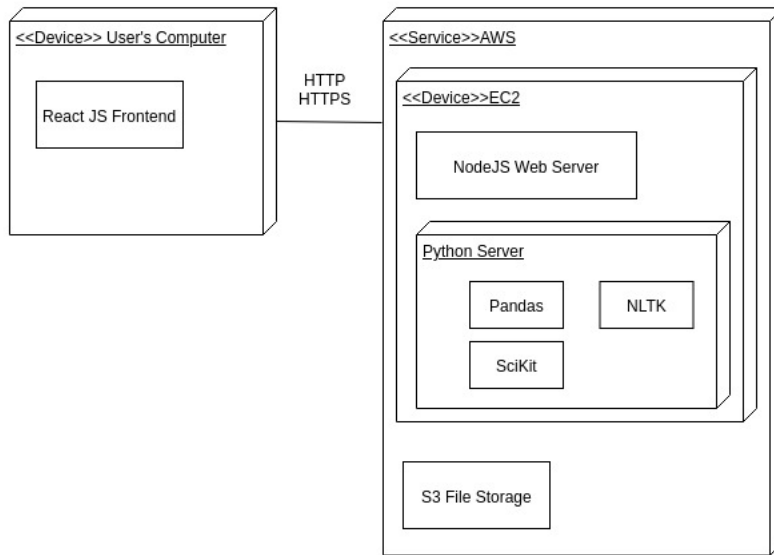 <<Device>> User's Computer
React JS Frontend
HTTP
HTTPS
<<Service>>AWS
<<Device>>EC2
NodeJS Web Server
Python Server
Pandas
NLTK
SciKit
S3 File Storage